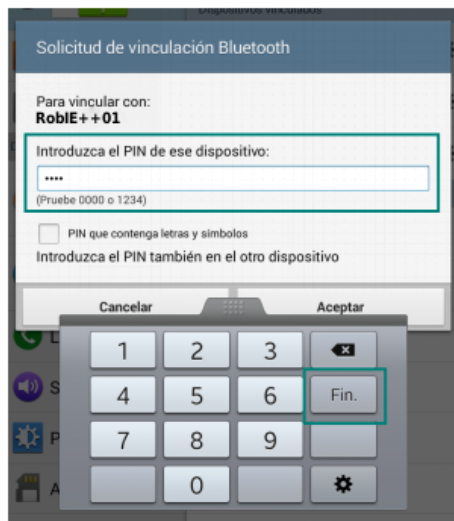 Dispositivos vinculados
Solicitud de vinculación Bluetooth
Para vincular con:
RobIE++01
Introduzca el PIN de ese dispositivo:
••••
(Pruebe 0000 o 1234)
PIN que contenga letras y símbolos
Introduzca el PIN también en el otro dispositivo
Cancelar
Aceptar
L
1 2 3
S
4 5 6 Fin.
P
7 8 9
A
0